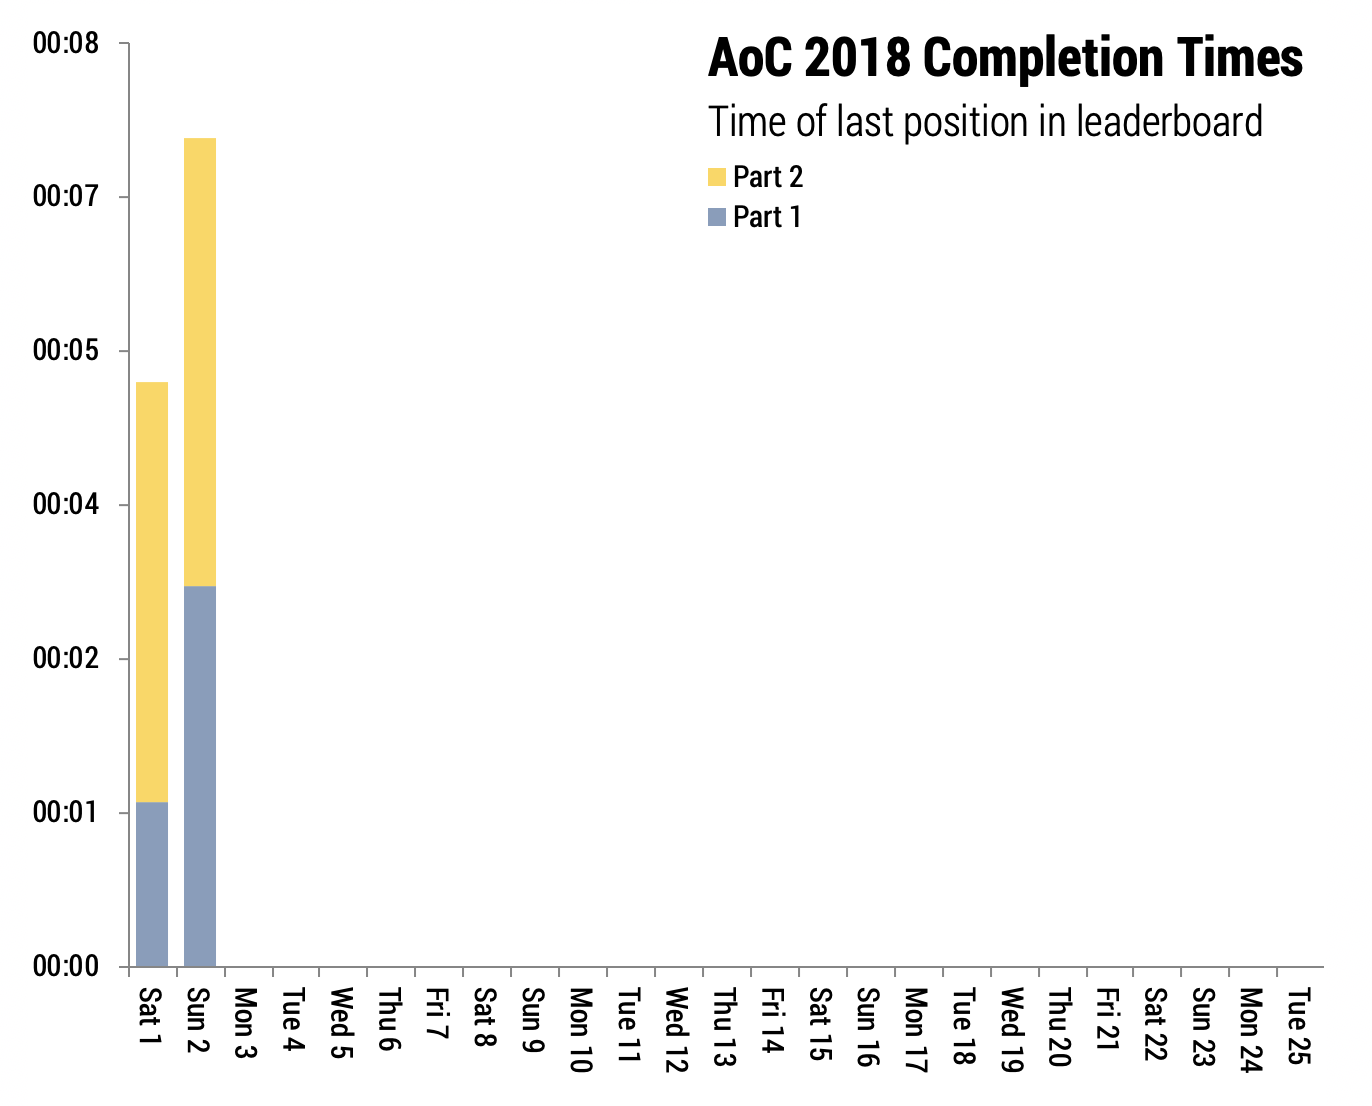 AoC 2018 Completion Times
Time of last position in leaderboard
Part 2
Part 1
00:08
00:07
00:05
00:04
00:02
00:01
00:00
Sat 1
Sun 2
Mon 3
Tue 4
Wed 5
Thu 6
Fri 7
Sat 8
Sun 9
Mon 10
Tue 11
Wed 12
Thu 13
Fri 14
Sat 15
Sun 16
Mon 17
Tue 18
Wed 19
Thu 20
Fri 21
Sat 22
Sun 23
Mon 24
Tue 25